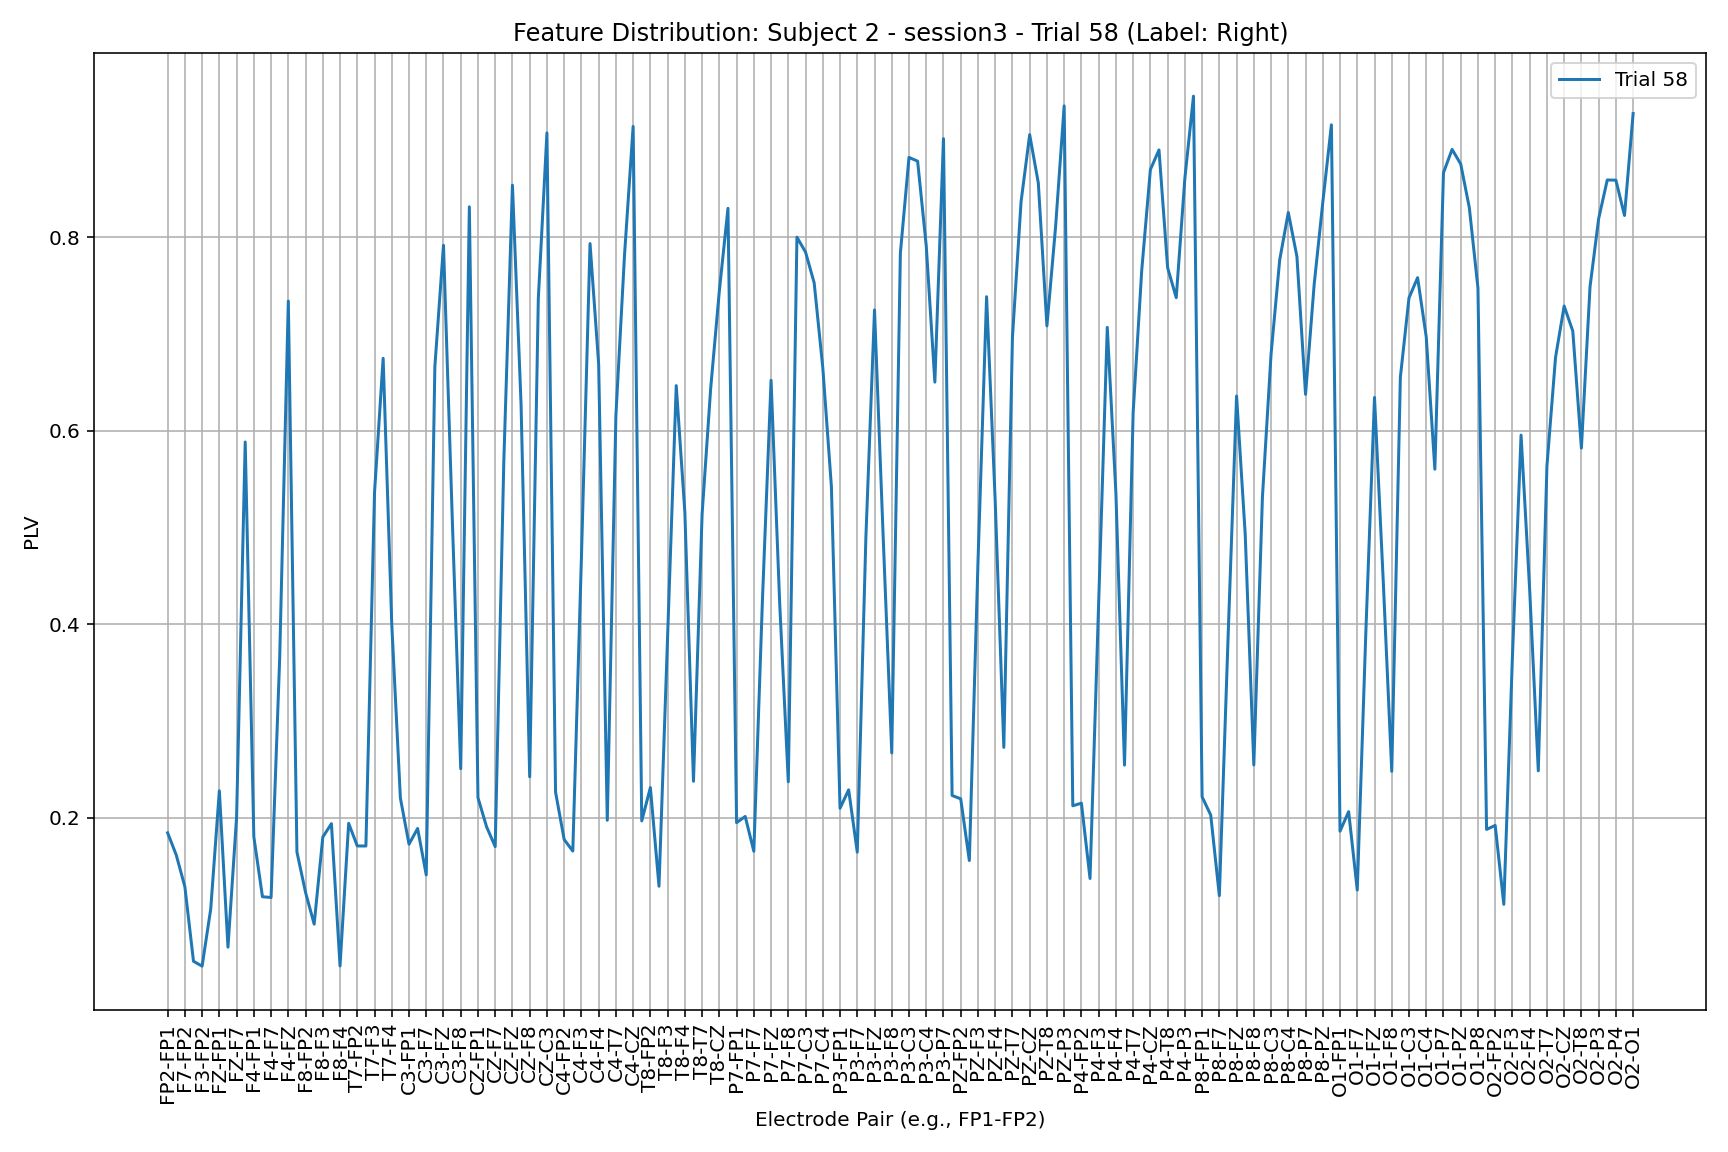 Feature Distribution: Subject 2 - session3 - Trial 58 (Label: Right)
Trial 58
PLV
0.8
0.6
0.4
0.2
FP2-FP1
F7-FP2
F3-FP2
FZ-FP1
FZ-F7
F4-FP1
F4-F7
F4-FZ
F8-FP2
F8-F3
F8-F4
T7-FP2
T7-F3
T7-F4
C3-FP1
C3-F7
C3-FZ
C3-F8
CZ-FP1
CZ-F7
CZ-FZ
CZ-F8
CZ-C3
C4-FP2
C4-F3
C4-F4
C4-T7
C4-CZ
T8-FP2
T8-F3
T8-F4
T8-T7
T8-CZ
P7-FP1
P7-F7
P7-FZ
P7-F8
P7-C3
P7-C4
P3-FP1
P3-F7
P3-FZ
P3-F8
P3-C3
P3-C4
P3-P7
PZ-FP2
PZ-F3
PZ-F4
PZ-T7
PZ-CZ
PZ-T8
PZ-P3
P4-FP2
P4-F3
P4-F4
P4-T7
P4-CZ
P4-T8
P4-P3
P8-FP1
P8-F7
P8-FZ
P8-F8
P8-C3
P8-C4
P8-P7
P8-PZ
O1-FP1
O1-F7
O1-FZ
O1-F8
O1-C3
O1-C4
O1-P7
O1-PZ
O1-P8
O2-FP2
O2-F3
O2-F4
O2-T7
O2-CZ
O2-T8
O2-P3
O2-P4
O2-O1
Electrode Pair (e.g., FP1-FP2)